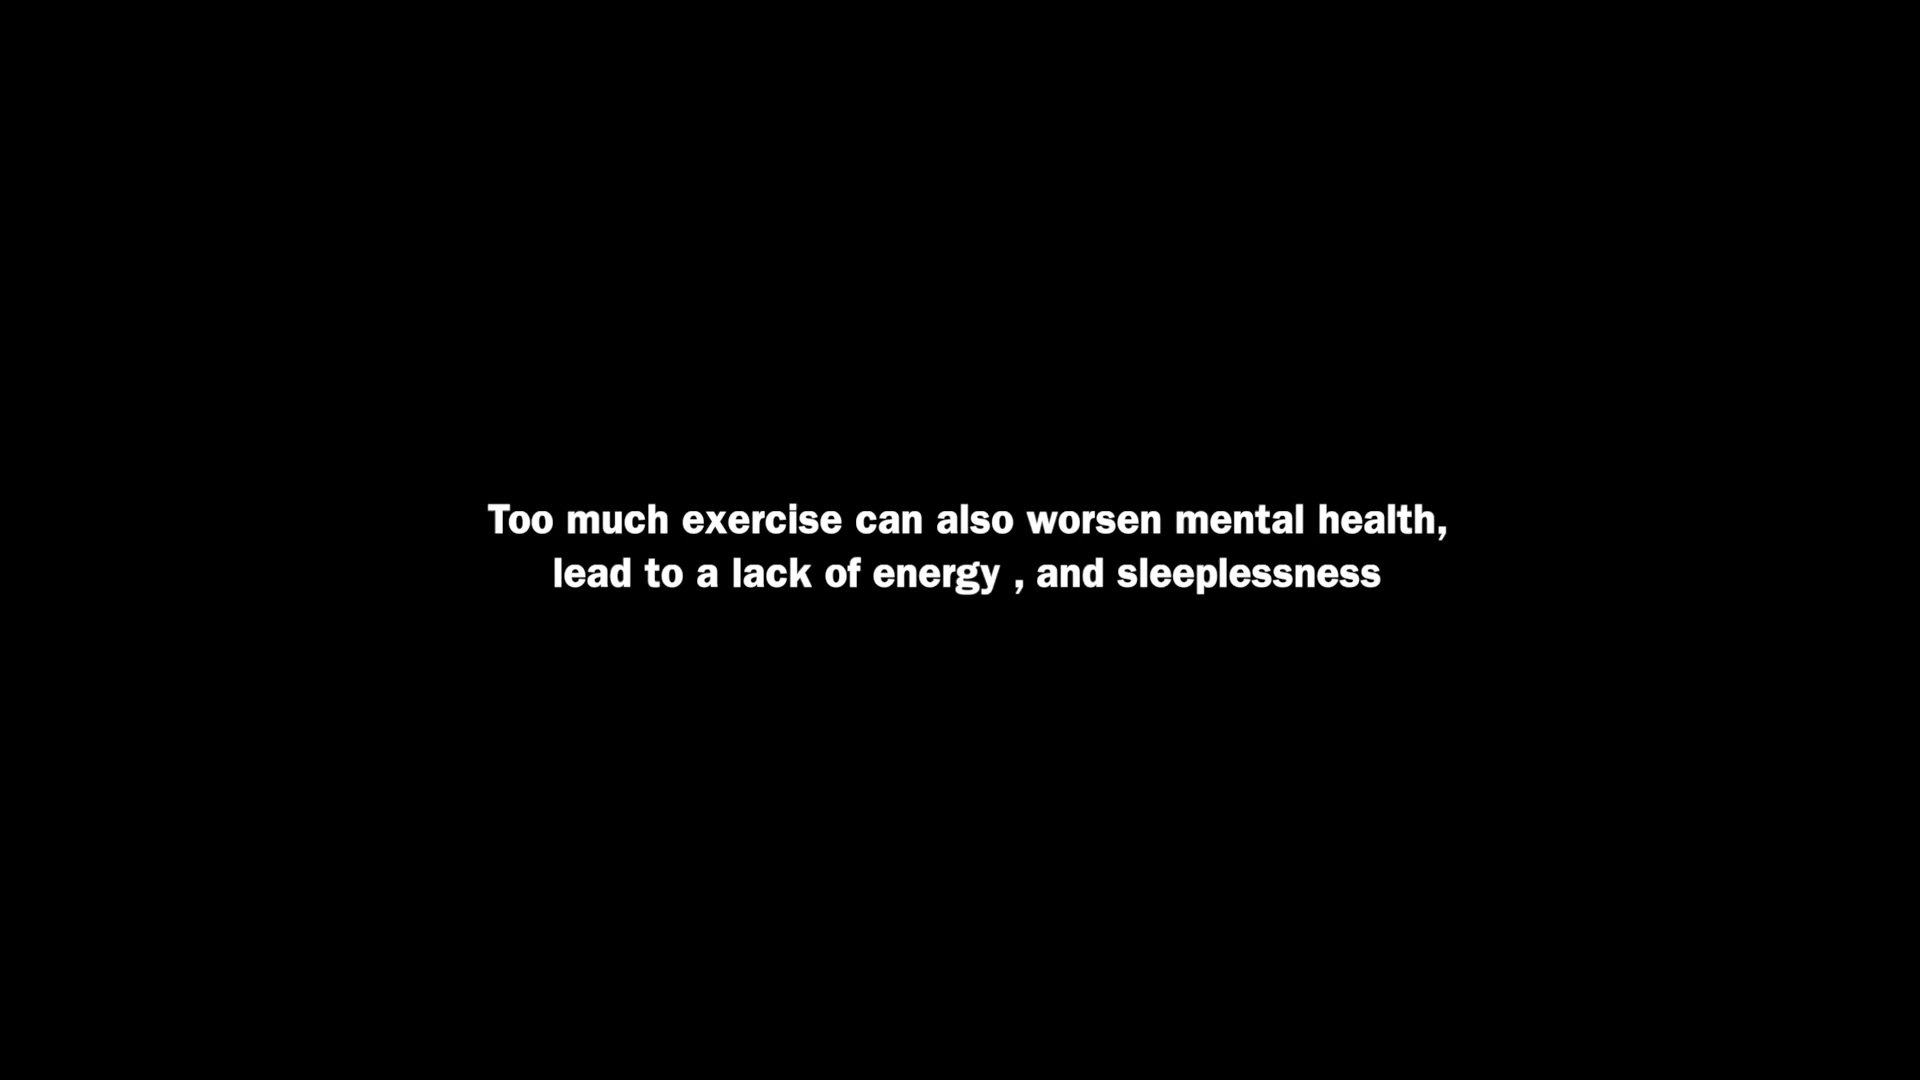 Too much exercise can also worsen mental health,
lead to a lack of energy , and sleeplessness